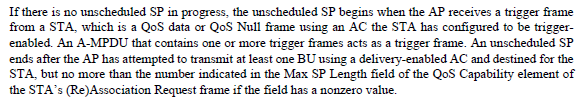 If there is no unscheduled SP in progress, the unscheduled SP begins when the AP receives a trigger frame
from a STA, which is a QoS data or QoS Null frame using an AC the STA has configured to be trigger-
enabled. An A-MPDU that contains one or more trigger frames acts as a trigger frame. An unscheduled SP
ends after the AP has attempted to transmit at least one BU using a delivery-enabled AC and destined for the
STA, but no more than the number indicated in the Max SP Length field of the QoS Capability element of
the STA's (Re)Association Request frame if the field has a nonzero value.